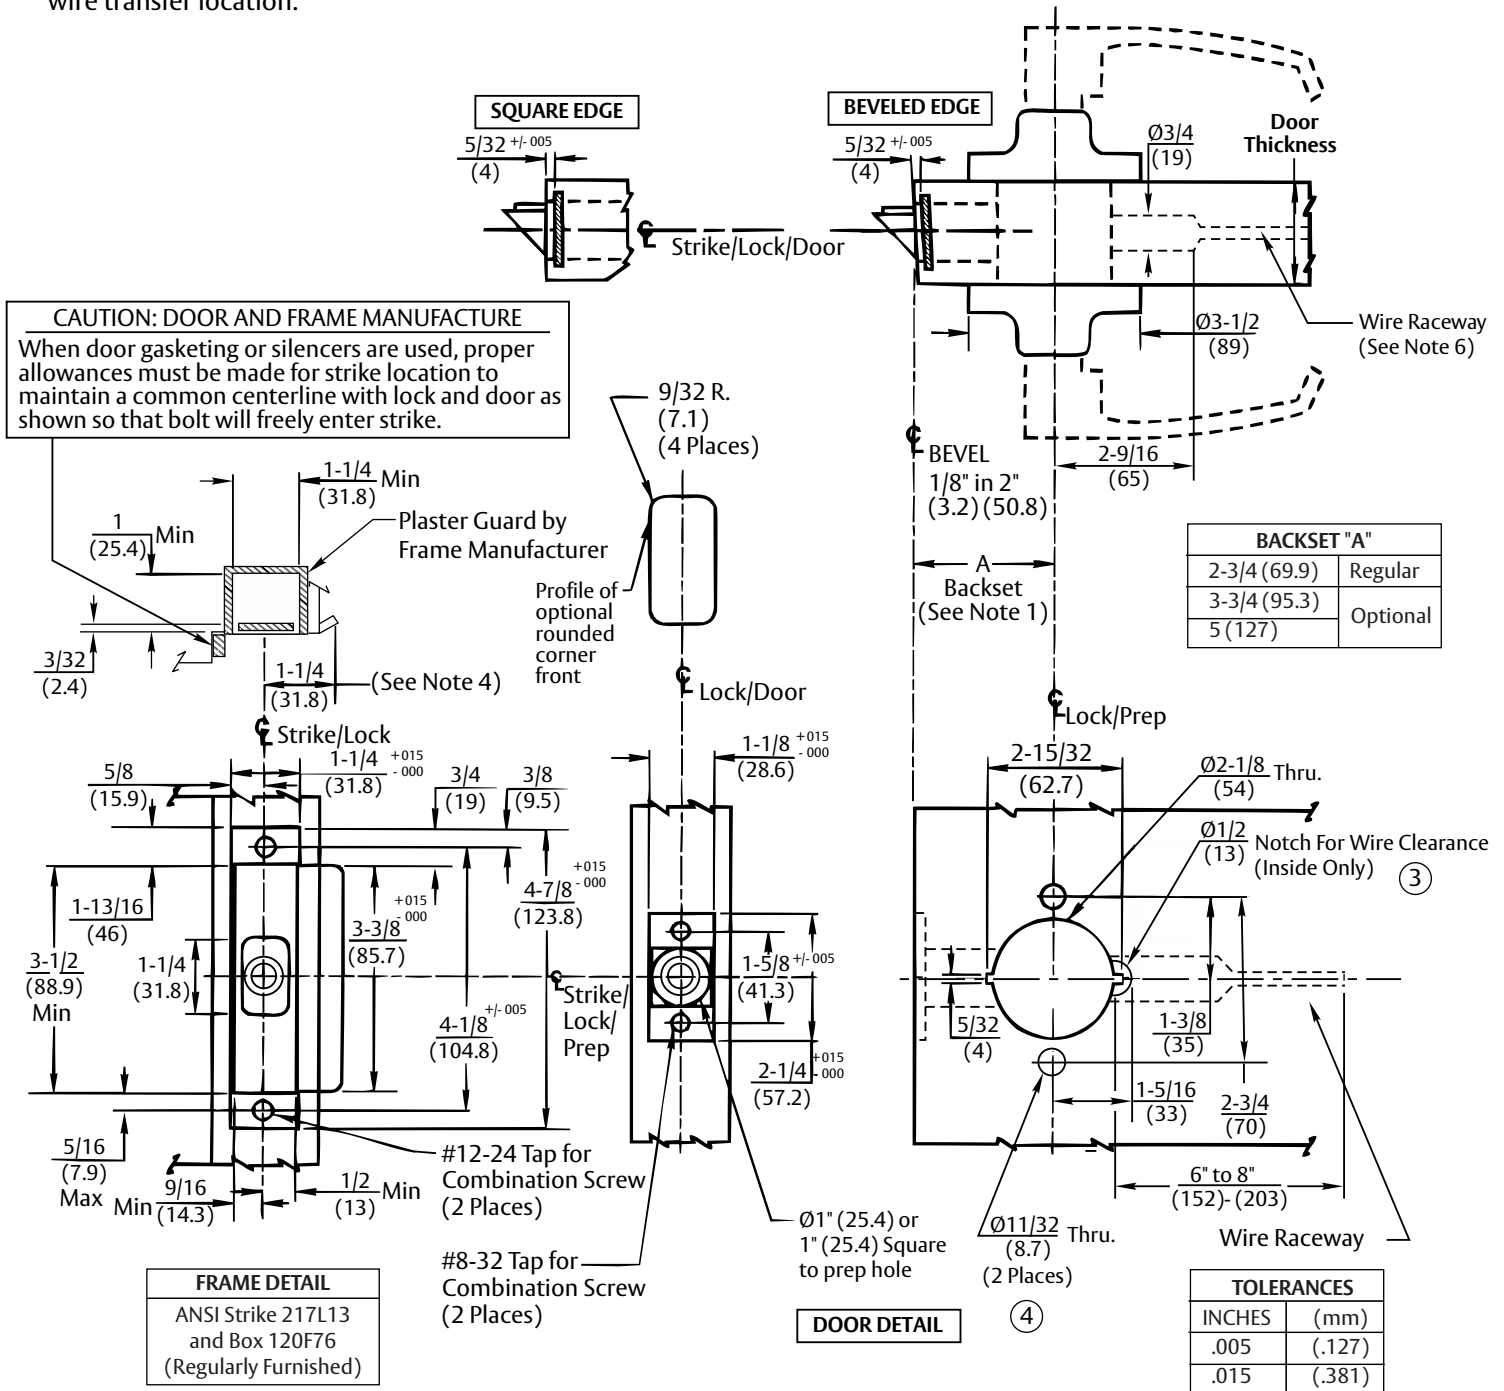 wire transfer location.
SQUARE EDGE
5/32 +/- 005
(4)
BEVELED EDGE
5/32 +/-005
(4)
Ø3/4
(19)
Door
Thickness
℄ Strike/Lock/Door
Ø3-1/2
(89)
Wire Raceway
(See Note 6)
CAUTION: DOOR AND FRAME MANUFACTURE
When door gasketing or silencers are used, proper
allowances must be made for strike location to
maintain a common centerline with lock and door as
shown so that bolt will freely enter strike.
9/32 R.
(7.1)
(4 Places)
℄ BEVEL
1/8" in 2"
(3.2) (50.8)
2-9/16
(65)
1-1/4 Min
(31.8)
1 Min
(25.4)
Plaster Guard by
Frame Manufacturer
3/32
(2.4)
1-1/4
(31.8)
(See Note 4)
Profile of
optional
rounded
corner
front
A
Backset
(See Note 1)
BACKSET "A"
2-3/4 (69.9) Regular
3-3/4 (95.3)
Optional
5 (127)
℄ Strike/Lock
℄ Lock/Door
℄ Lock/Prep
5/8
(15.9)
1-1/4 +015 - 000
(31.8)
3/4
(19)
3/8
(9.5)
1-1/8 +015 - 000
(28.6)
2-15/32
(62.7)
Ø2-1/8 Thru.
(54)
Ø1/2
(13)
Notch For Wire Clearance
(Inside Only)
3
1-13/16
(46)
3-1/2
(88.9)
Min
1-1/4
(31.8)
3-3/8 +015 - 000
(85.7)
4-7/8 +015 - 000
(123.8)
4-1/8 +/- 005
(104.8)
℄ Strike/
Lock/
Prep
1-5/8 +/-005
(41.3)
2-1/4 +015 - 000
(57.2)
5/32
(4)
1-3/8
(35)
1-5/16
(33)
2-3/4
(70)
6" to 8"
(152)- (203)
5/16
(7.9)
Max
Min 9/16
(14.3)
1/2 Min
(13)
#12-24 Tap for
Combination Screw
(2 Places)
#8-32 Tap for
Combination Screw
(2 Places)
Ø1" (25.4) or
1" (25.4) Square
to prep hole
Ø11/32 Thru.
(8.7)
(2 Places)
4
Wire Raceway
FRAME DETAIL
ANSI Strike 217L13
and Box 120F76
(Regularly Furnished)
DOOR DETAIL
TOLERANCES
INCHES (mm)
.005 (.127)
.015 (.381)